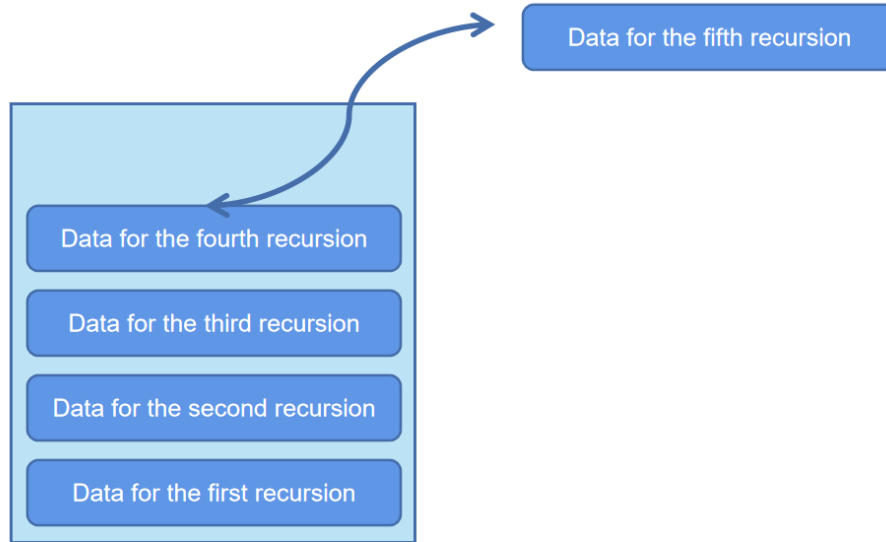 Data for the fifth recursion
Data for the fourth recursion
Data for the third recursion
Data for the second recursion
Data for the first recursion